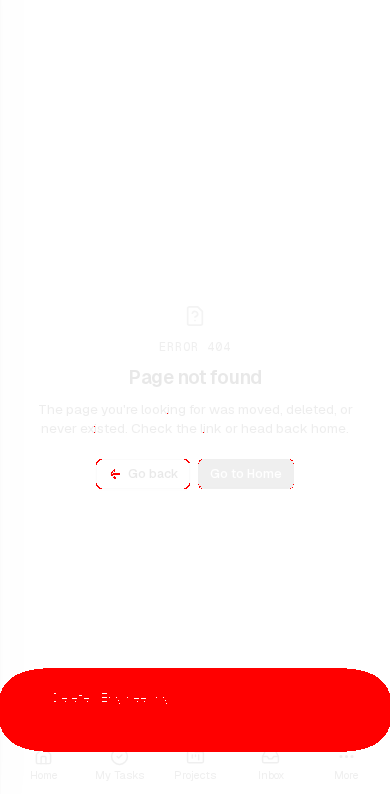 ERROR 404
Page not found
The page you're looking for was moved, deleted, or
never existed. Check the link or head back home.
Go back
Go to Home
Home
My Tasks
Projects
Inbox
More